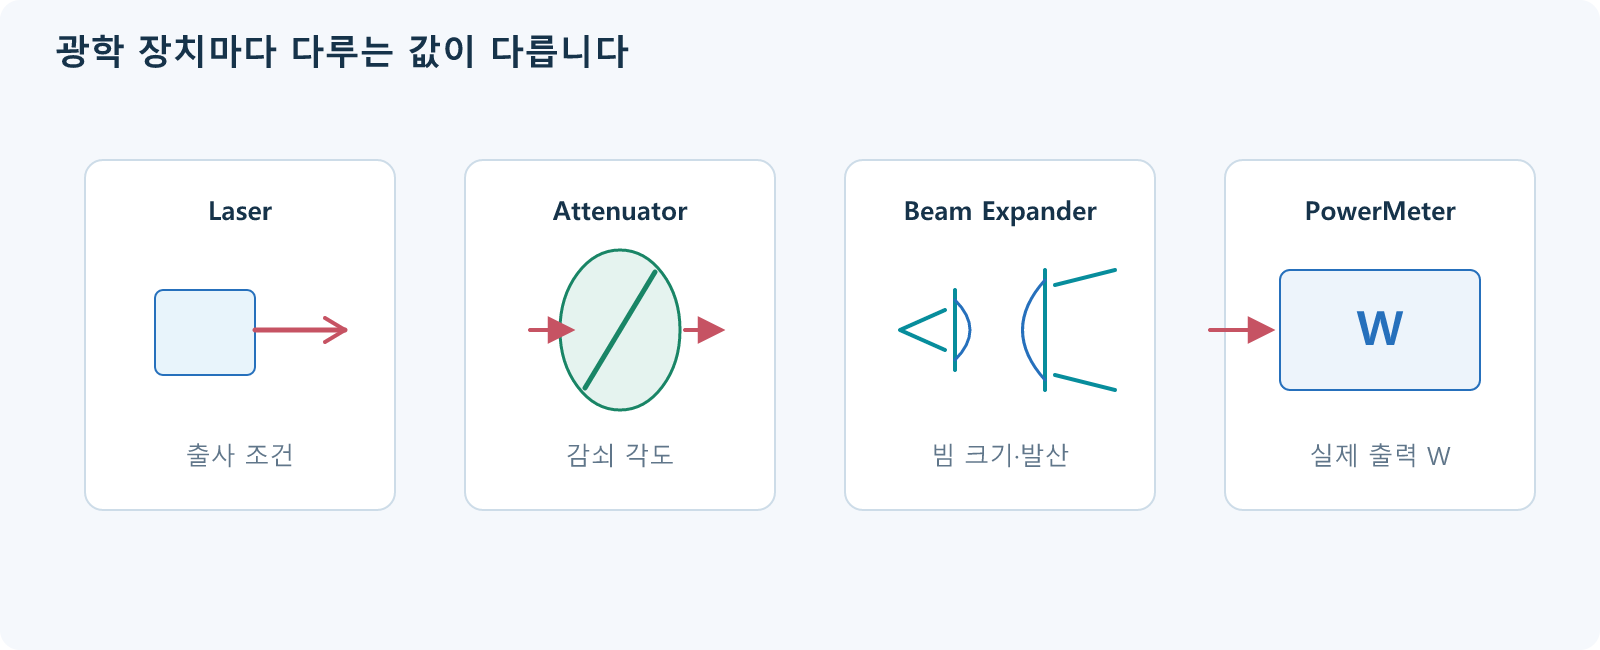 광학 장치마다 다루는 값이 다릅니다
Laser
Attenuator
Beam Expander
PowerMeter
W
출사 조건
감쇠 각도
빔 크기·발산
실제 출력 W